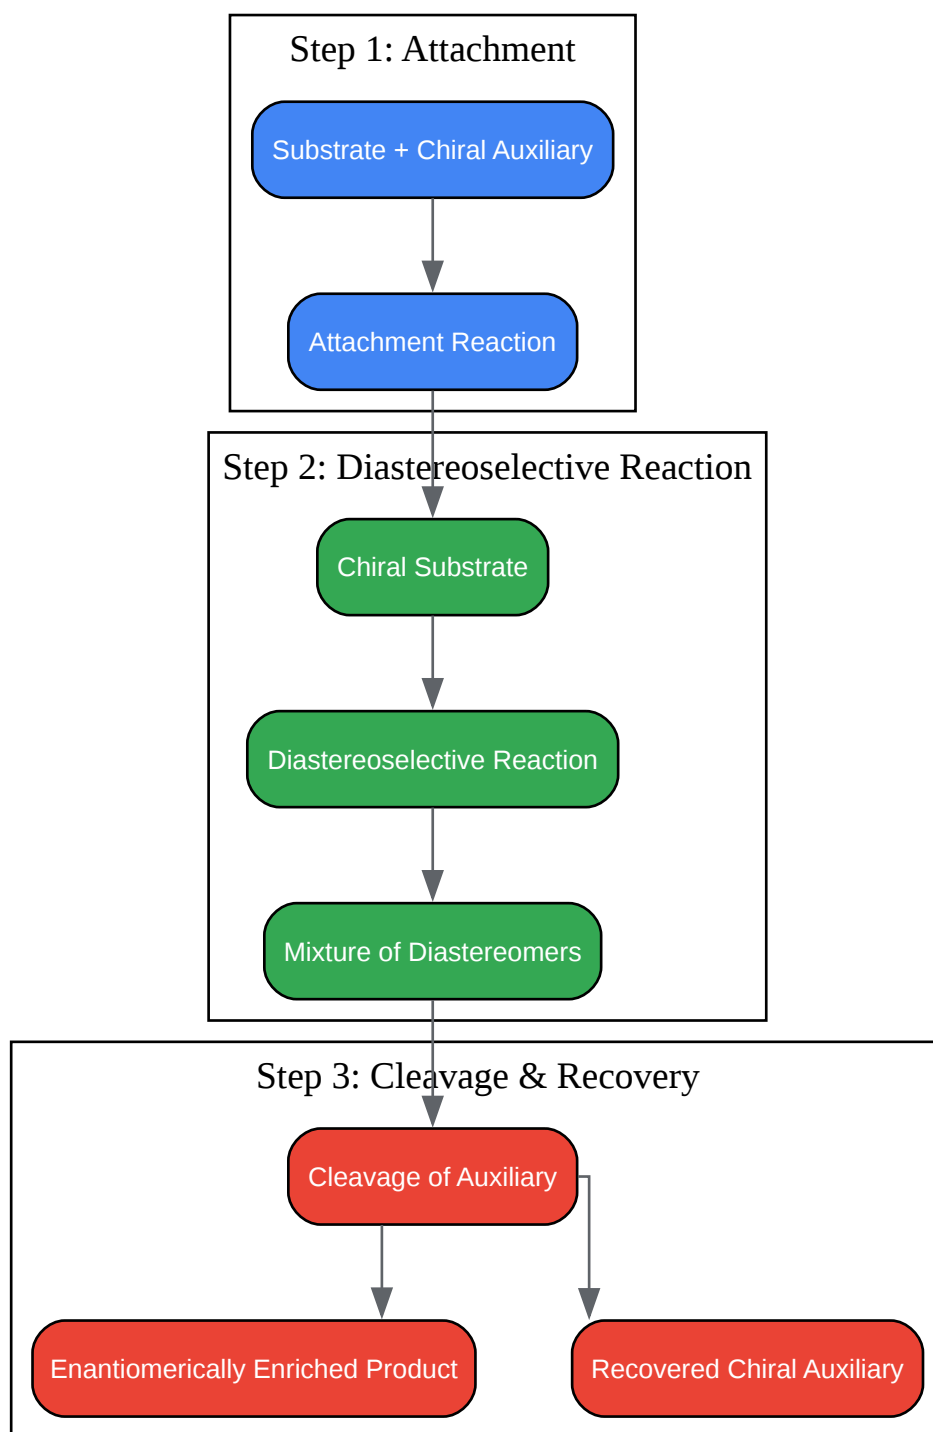 Step 1: Attachment
Substrate + Chiral Auxiliary
Attachment Reaction
Step 2: Diastereoselective Reaction
Chiral Substrate
Diastereoselective Reaction
Mixture of Diastereomers
Step 3: Cleavage & Recovery
Cleavage of Auxiliary
Enantiomerically Enriched Product
Recovered Chiral Auxiliary